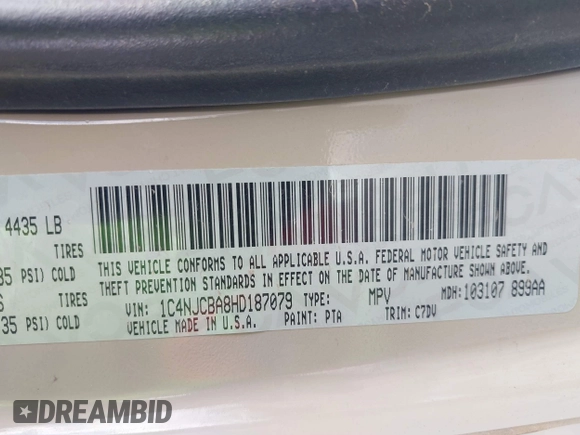 4435 LB
TIRES
35 PSI) COLD
THIS VEHICLE CONFORMS TO ALL APPLICABLE U.S.A. FEDERAL MOTOR VEHICLE SAFETY AND
THEFT PREVENTION STANDARDS IN EFFECT ON THE DATE OF MANUFACTURE SHOWN ABOVE.
TIRES
35 PSI) COLD
VIN: 1C4NJCBA8HD187079 TYPE: MPV MDH: 103107 899AA
VEHICLE MADE IN U.S.A. PAINT: PTA TRIM: C7DV
DREAMBID